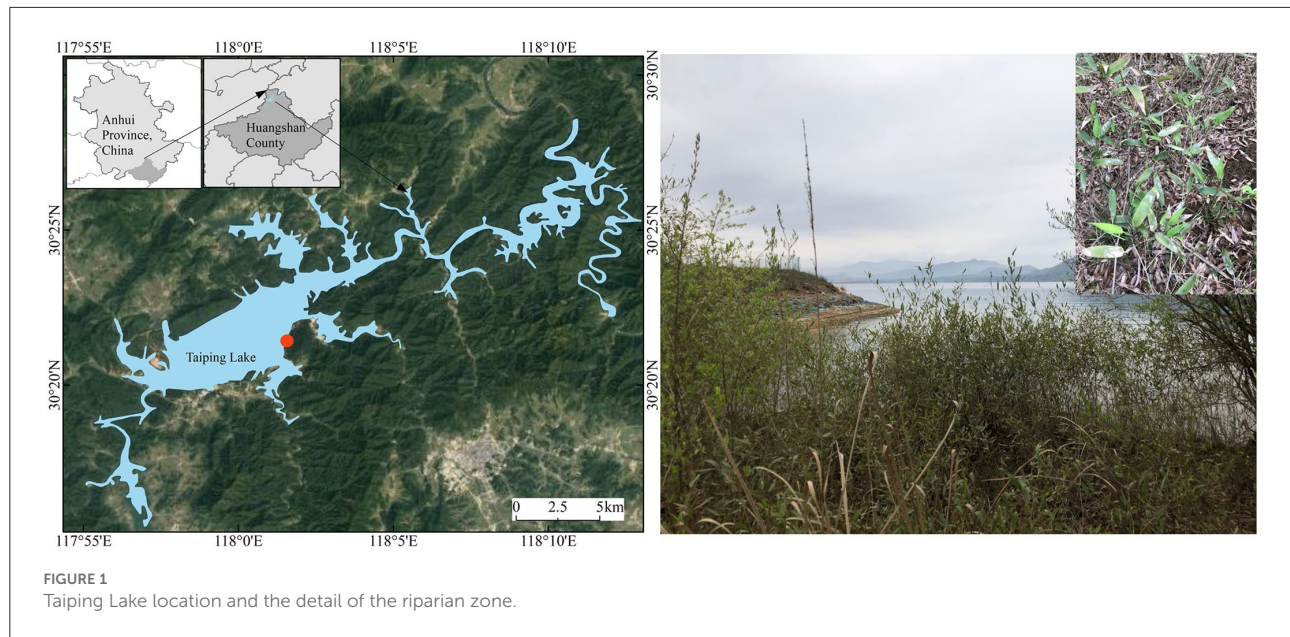 117°55'E
118°0'E
118°5'E
118°10'E
Anhui
Province,
China
Huangshan
County
30°30'N
30°25'N
30°25'N
Taiping Lake
30°20'N
30°20'N
0 2.5 5km
117°55'E
118°0'E
118°5'E
118°10'E
FIGURE 1
Taiping Lake location and the detail of the riparian zone.